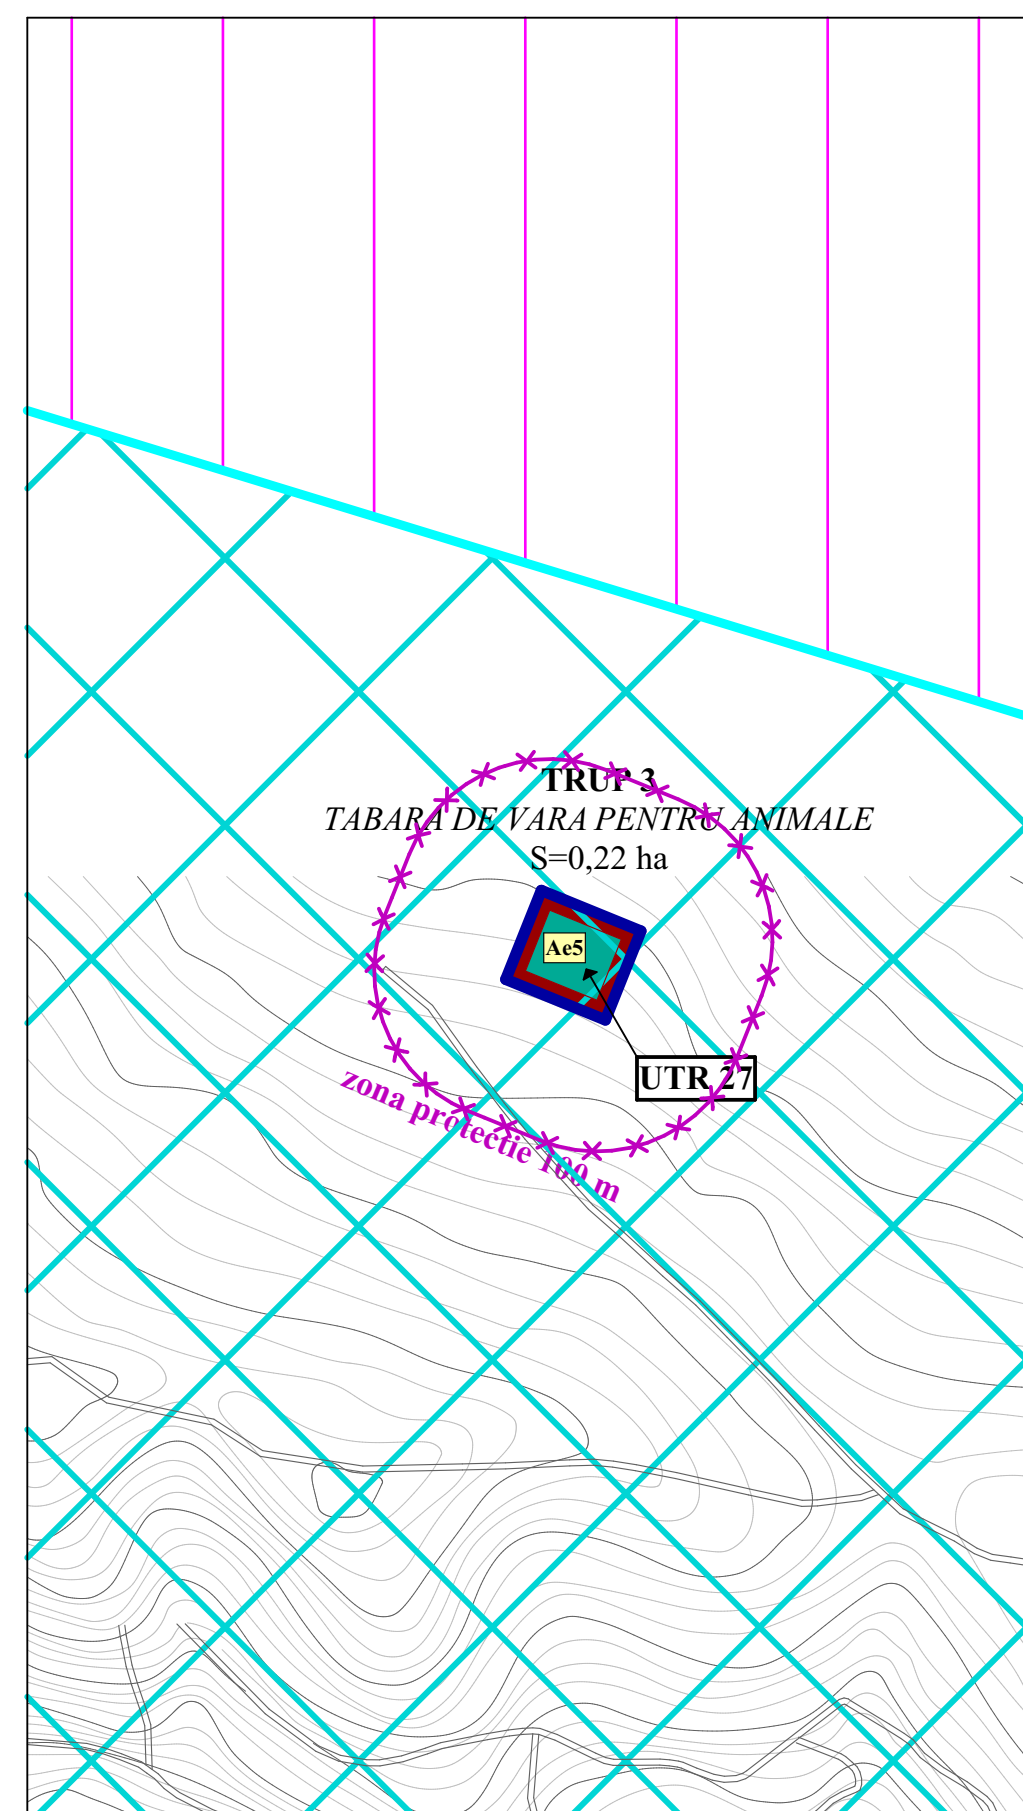 TRUP 3
TABARA DE VARA PENTRU ANIMALE
S=0,22 ha
Ae5
UTR 27
zona protectie 100 m